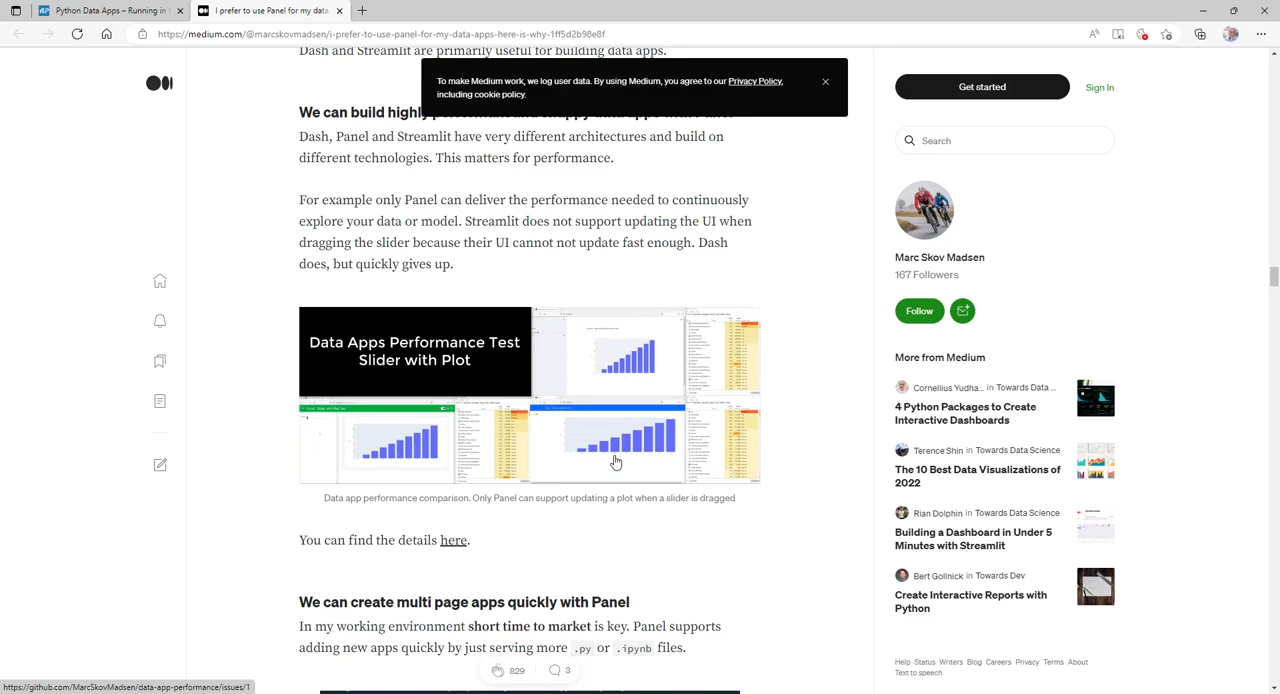 Python Data Apps – Running in t
I prefer to use Panel for my data
https://medium.com/@marcskovmadsen/i-prefer-to-use-panel-for-my-data-apps-here-is-why-1ff5d2b98e8f
Dash and Streamlit are primarily useful for building data apps.
To make Medium work, we log user data. By using Medium, you agree to our Privacy Policy,
including cookie policy.
We can build highly
Dash, Panel and Streamlit have very different architectures and build on
different technologies. This matters for performance.
For example only Panel can deliver the performance needed to continuously
explore your data or model. Streamlit does not support updating the UI when
dragging the slider because their UI cannot not update fast enough. Dash
does, but quickly gives up.
Data Apps Performance Test
Slider with Plot
Data app performance comparison. Only Panel can support updating a plot when a slider is dragged
You can find the details here.
We can create multi page apps quickly with Panel
In my working environment short time to market is key. Panel supports
adding new apps quickly by just serving more .py or .ipynb files.
829
3
Get started
Sign In
Search
Marc Skov Madsen
167 Followers
Follow
More from Medium
Cornellius Yudha... in Towards Data ...
4 Python Packages to Create
Interactive Dashboards
Terence Shin in Towards Data Science
The 10 Best Data Visualizations of
2022
Rian Dolphin in Towards Data Science
Building a Dashboard in Under 5
Minutes with Streamlit
Bert Gollnick in Towards Dev
Create Interactive Reports with
Python
Help Status Writers Blog Careers Privacy Terms About
Text to speech
https://github.com/MarcSkovMadsen/data-app-performance/issues/1